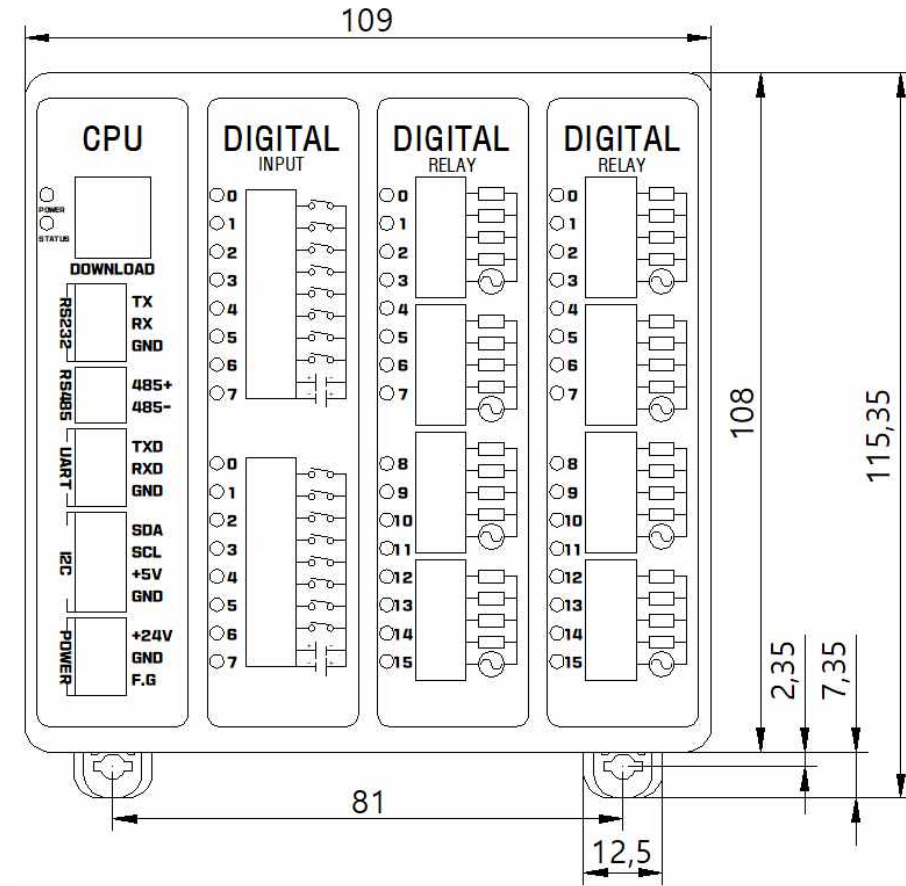 109
CPU
POWER
STATUS
DOWNLOAD
RS232
TX
RX
GND
RS485
485+
485-
UART
TXD
RXD
GND
I2C
SDA
SCL
+5V
GND
POWER
+24V
GND
F.G
DIGITAL
INPUT
0
1
2
3
4
5
6
7
0
1
2
3
4
5
6
7
DIGITAL
RELAY
0
1
2
3
4
5
6
7
8
9
10
11
12
13
14
15
DIGITAL
RELAY
0
1
2
3
4
5
6
7
8
9
10
11
12
13
14
15
108
115,35
2,35
7,35
81
12,5